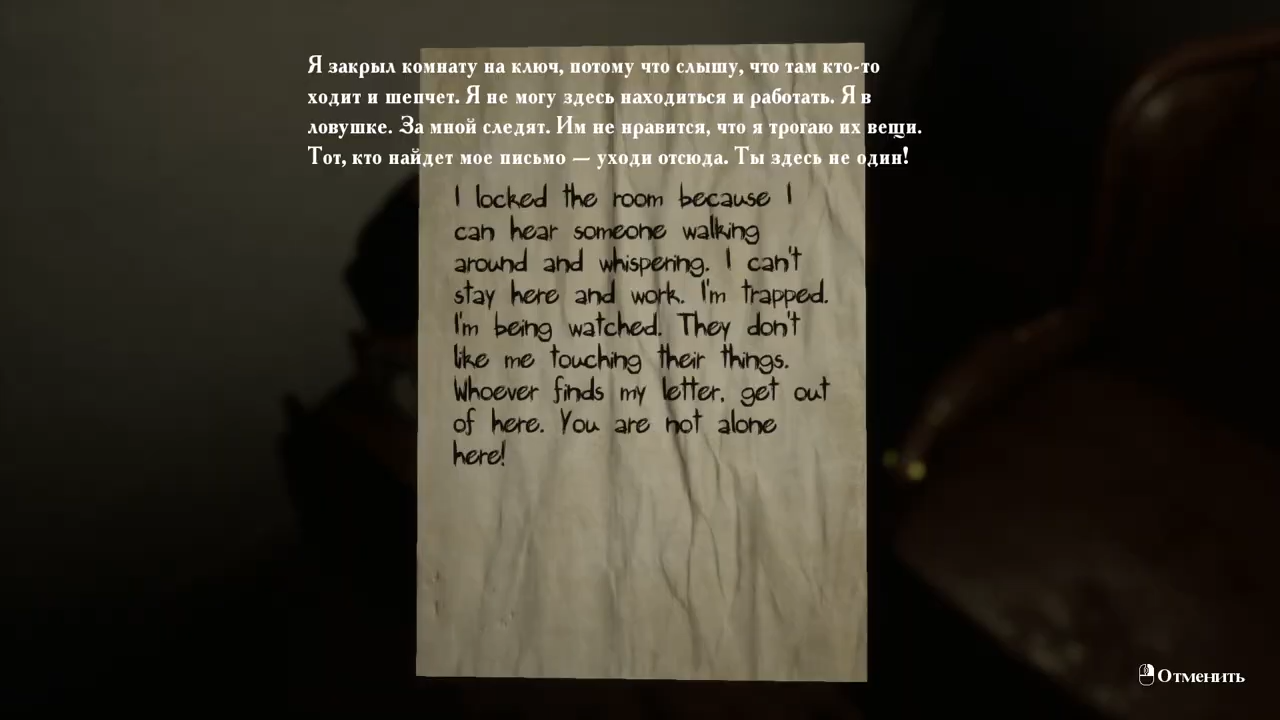 Я закрыл комнату на ключ, потому что слышу, что там кто-то
ходит и шепчет. Я не могу здесь находиться и работать. Я в
ловушке. За мной следят. Им не нравится, что я трогаю их вещи.
Тот, кто найдет мое письмо — уходи отсюда. Ты здесь не один!
I locked the room because I
can hear someone walking
around and whispering. I can't
stay here and work. I'm trapped.
I'm being watched. They don't
like me touching their things.
Whoever finds my letter, get out
of here. You are not alone
here!
Отменить